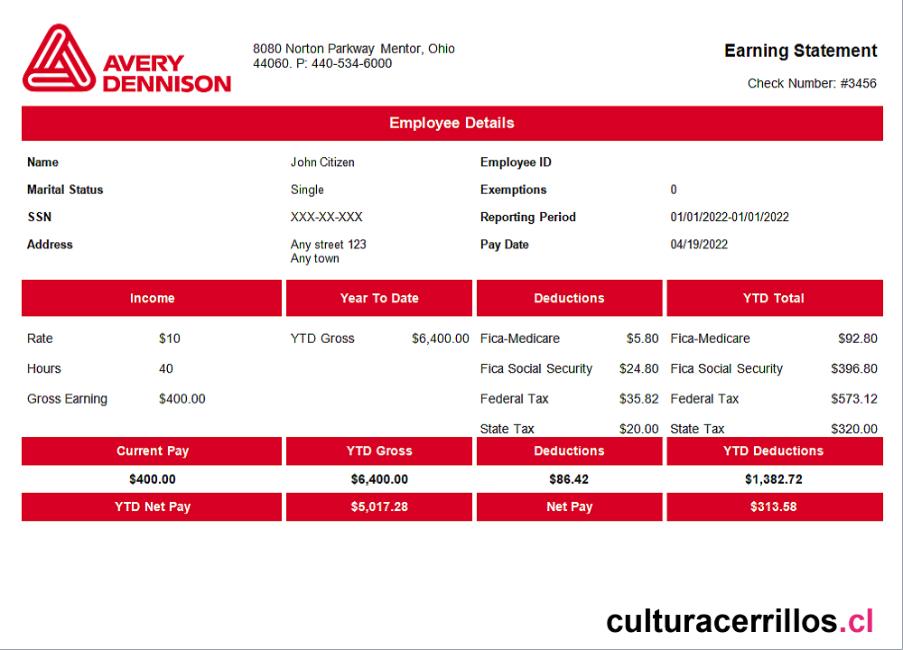 AVERY
DENNISON
8080 Norton Parkway Mentor, Ohio
44060. P: 440-534-6000
Earning Statement
Check Number: #3456
Employee Details
Name John Citizen Employee ID
Marital Status Single Exemptions 0
SSN XXX-XX-XXX Reporting Period 01/01/2022-01/01/2022
Address Any street 123 Pay Date 04/19/2022
Any town
Income Year To Date Deductions YTD Total
Rate $10 YTD Gross $6,400.00 Fica-Medicare $5.80 Fica-Medicare $92.80
Hours 40 Fica Social Security $24.80 Fica Social Security $396.80
Gross Earning $400.00 Federal Tax $35.82 Federal Tax $573.12
State Tax $20.00 State Tax $320.00
Current Pay YTD Gross Deductions YTD Deductions
$400.00 $6,400.00 $86.42 $1,382.72
YTD Net Pay $5,017.28 Net Pay $313.58
culturacerrillos.cl